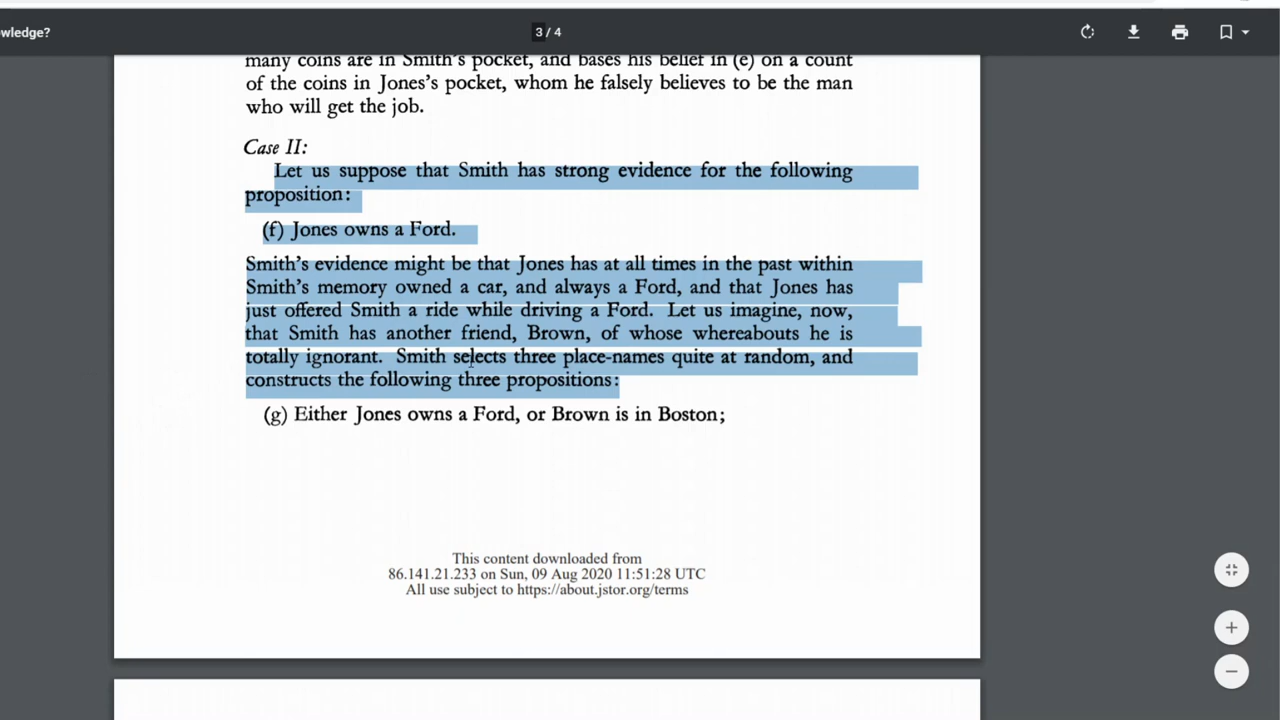 wledge?
3 / 4
many coins are in Smith's pocket, and bases his belief in (e) on a count
of the coins in Jones's pocket, whom he falsely believes to be the man
who will get the job.
Case II:
Let us suppose that Smith has strong evidence for the following
proposition:
(f) Jones owns a Ford.
Smith's evidence might be that Jones has at all times in the past within
Smith's memory owned a car, and always a Ford, and that Jones has
just offered Smith a ride while driving a Ford. Let us imagine, now,
that Smith has another friend, Brown, of whose whereabouts he is
totally ignorant. Smith selects three place-names quite at random, and
constructs the following three propositions:
(g) Either Jones owns a Ford, or Brown is in Boston;
This content downloaded from
86.141.21.233 on Sun, 09 Aug 2020 11:51:28 UTC
All use subject to https://about.jstor.org/terms